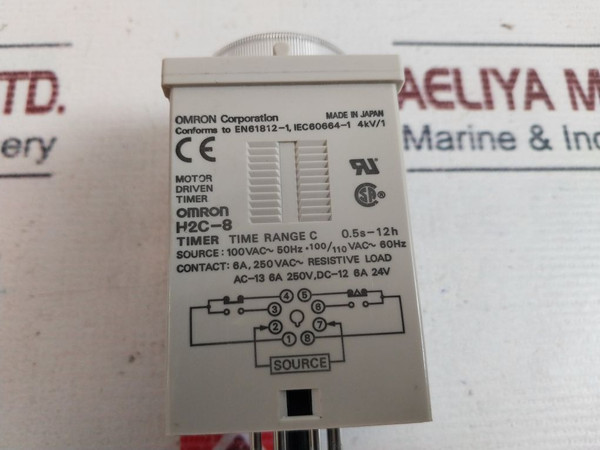 LTD.
ery
AELIYA M
Marine & Indu
OMRON Corporation MADE IN JAPAN
Conforms to EN61812-1, IEC60664-1 4kV/1
CE
MOTOR
DRIVEN
TIMER
omron
H2C-8
TIMER TIME RANGE C 0.5s-12h
SOURCE: 100VAC~ 50Hz · 100/110 VAC~ 60Hz
CONTACT: 6A, 250VAC~ RESISTIVE LOAD
AC-13 6A 250V, DC-12 6A 24V
4 5
3 6
2 7
1 8
SOURCE